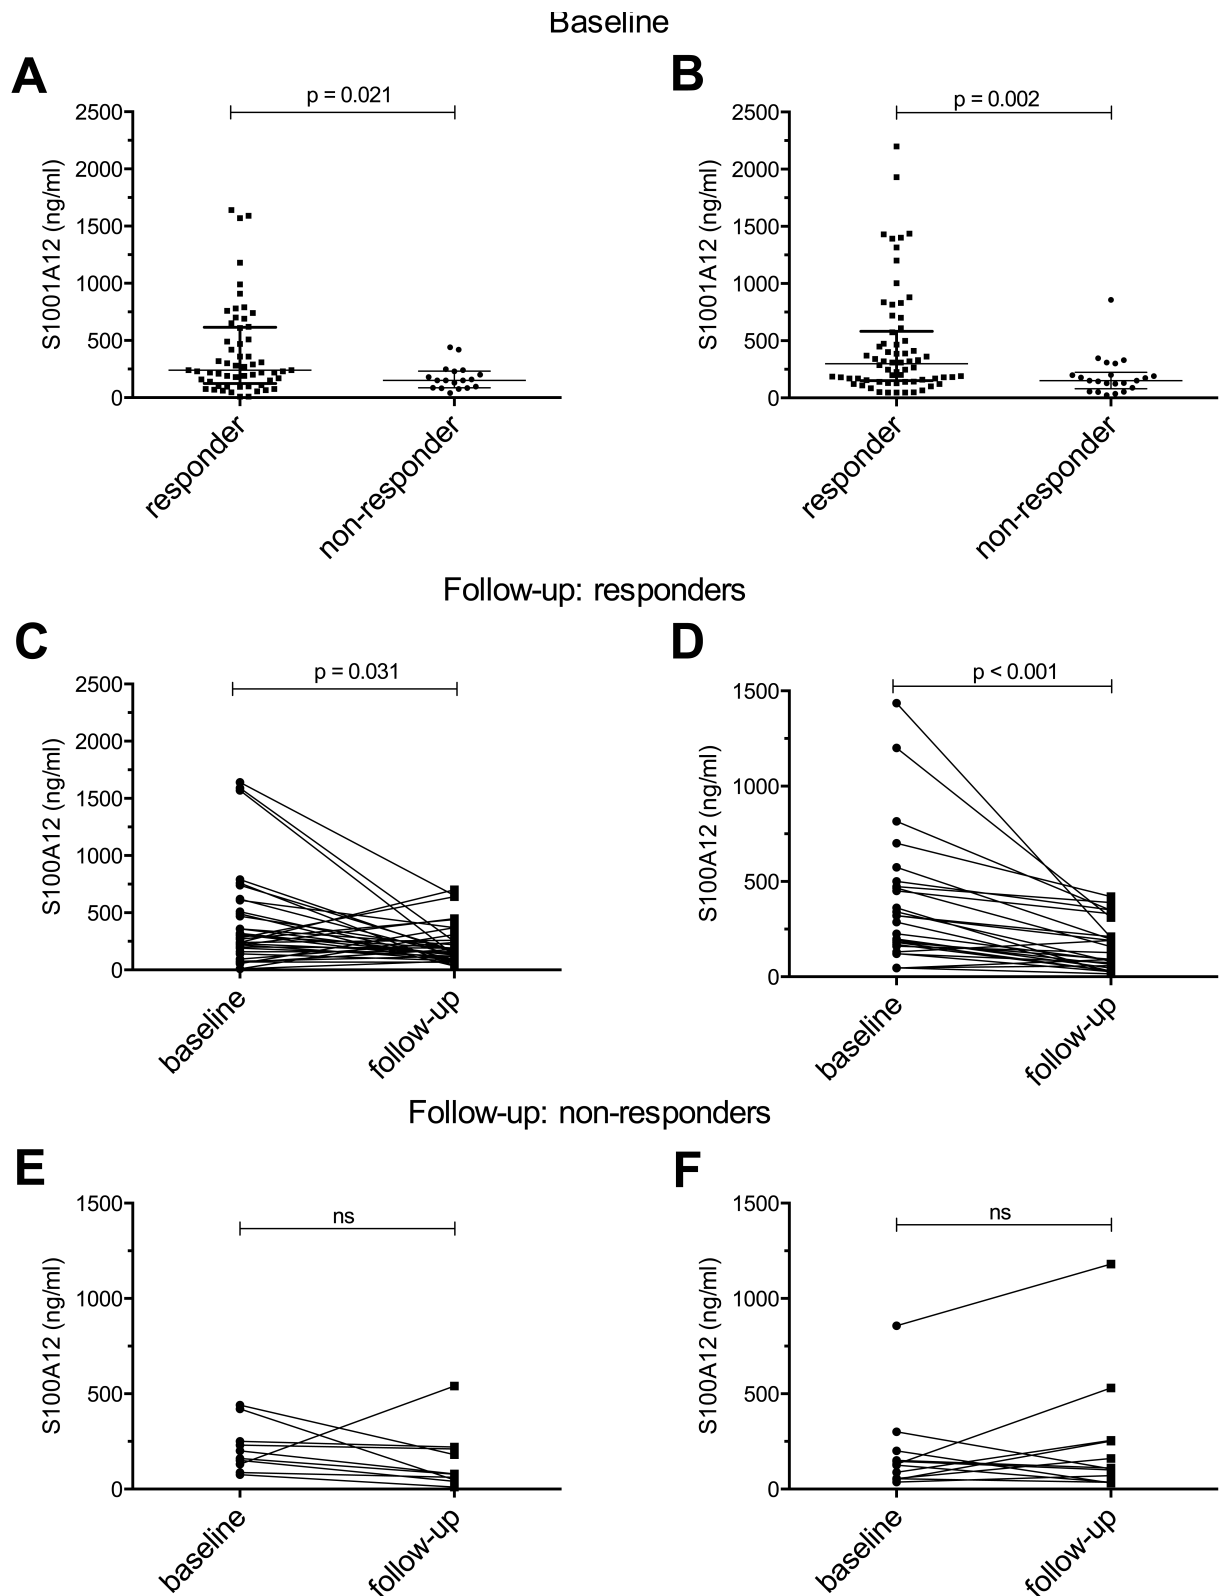 Baseline
A
B
p = 0.021
p = 0.002
S1001A12 (ng/ml)
2500
2000
1500
1000
500
0
responder
non-responder
S1001A12 (ng/ml)
2500
2000
1500
1000
500
0
responder
non-responder
Follow-up: responders
C
D
p = 0.031
p < 0.001
S100A12 (ng/ml)
2500
2000
1500
1000
500
0
baseline
follow-up
S100A12 (ng/ml)
1500
1000
500
0
baseline
follow-up
Follow-up: non-responders
E
F
ns
ns
S100A12 (ng/ml)
1500
1000
500
0
baseline
follow-up
S100A12 (ng/ml)
1500
1000
500
0
baseline
follow-up